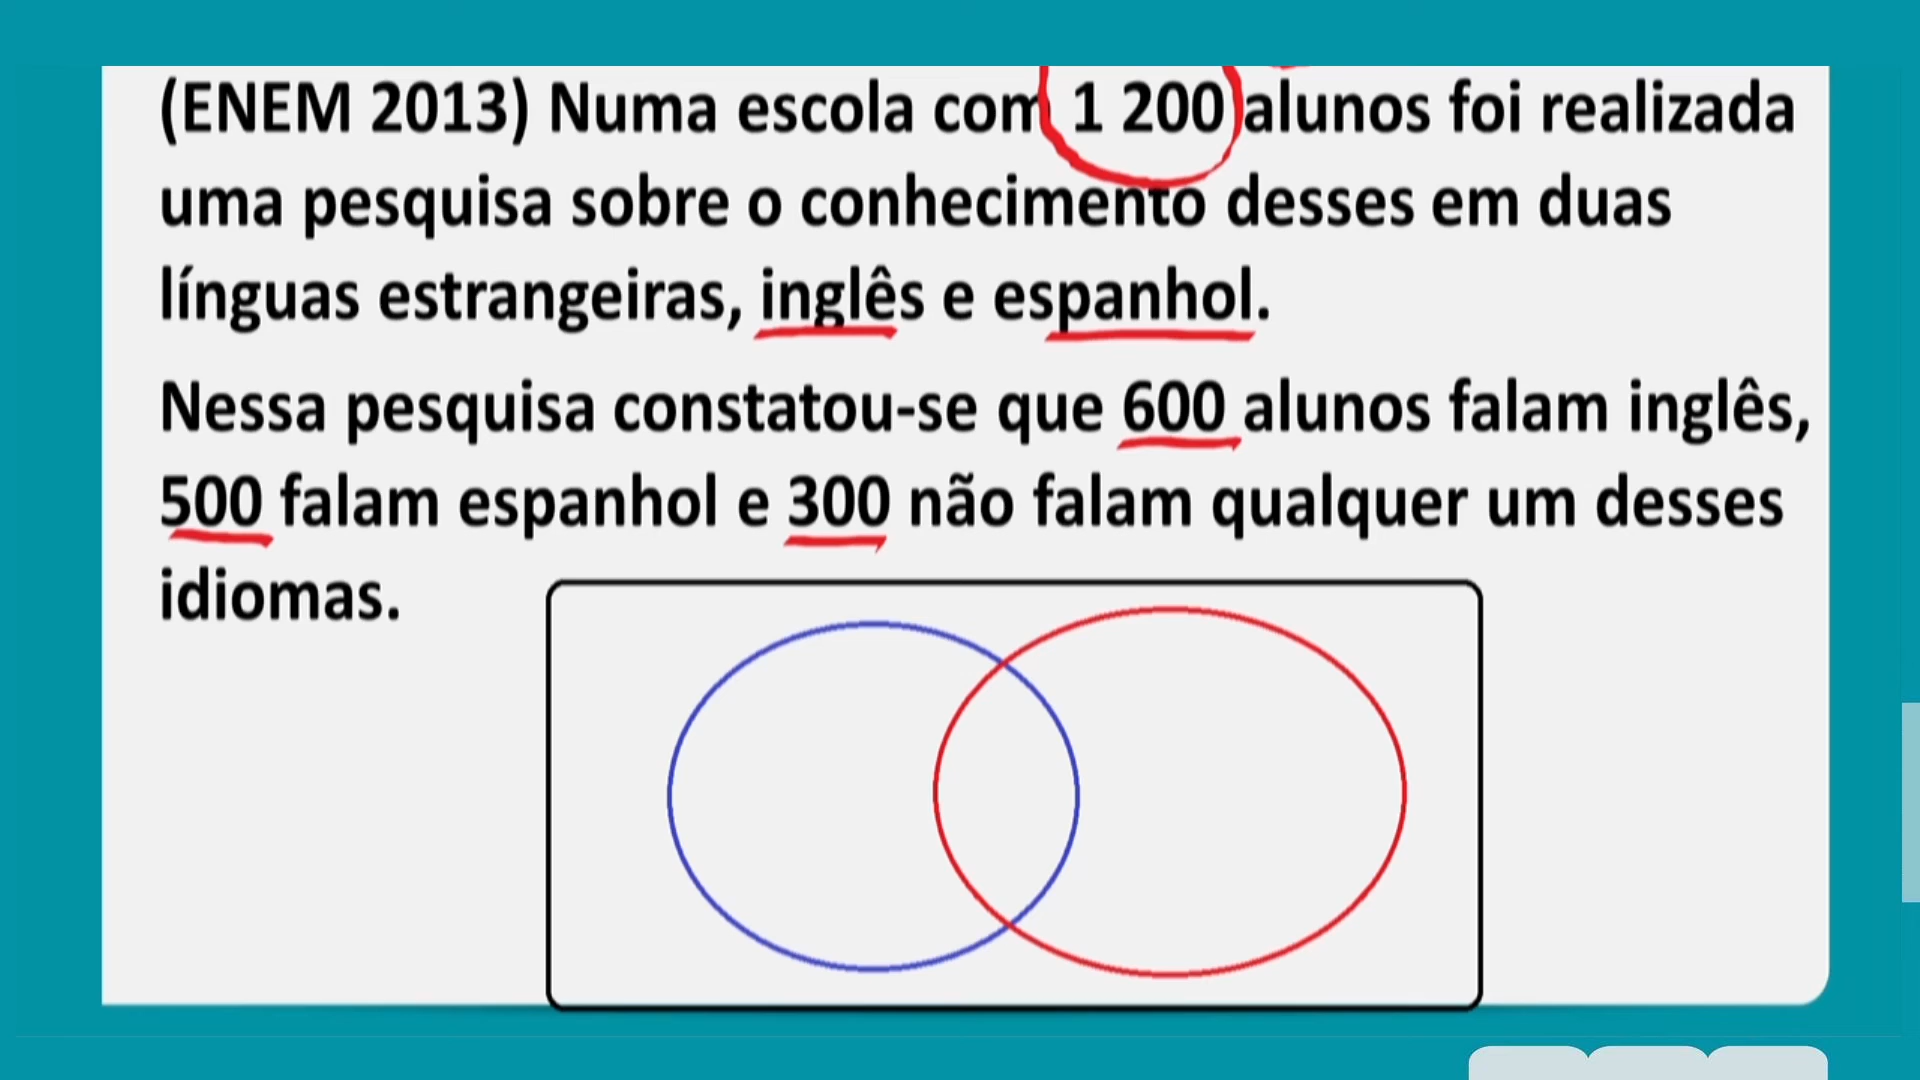 (ENEM 2013) Numa escola com 1 200 alunos foi realizada
uma pesquisa sobre o conhecimento desses em duas
línguas estrangeiras, inglês e espanhol.
Nessa pesquisa constatou-se que 600 alunos falam inglês,
500 falam espanhol e 300 não falam qualquer um desses
idiomas.